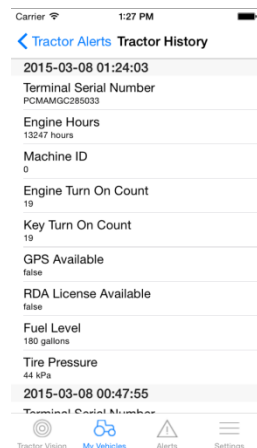 Carrier 1:27 PM
Tractor Alerts Tractor History
2015-03-08 01:24:03
Terminal Serial Number
PCMAMGC285033
Engine Hours
13247 hours
Machine ID
0
Engine Turn On Count
19
Key Turn On Count
19
GPS Available
false
RDA License Available
false
Fuel Level
180 gallons
Tire Pressure
44 kPa
2015-03-08 00:47:55
Terminal Serial Number
Tractor Vision My Vehicles Alerts Settings